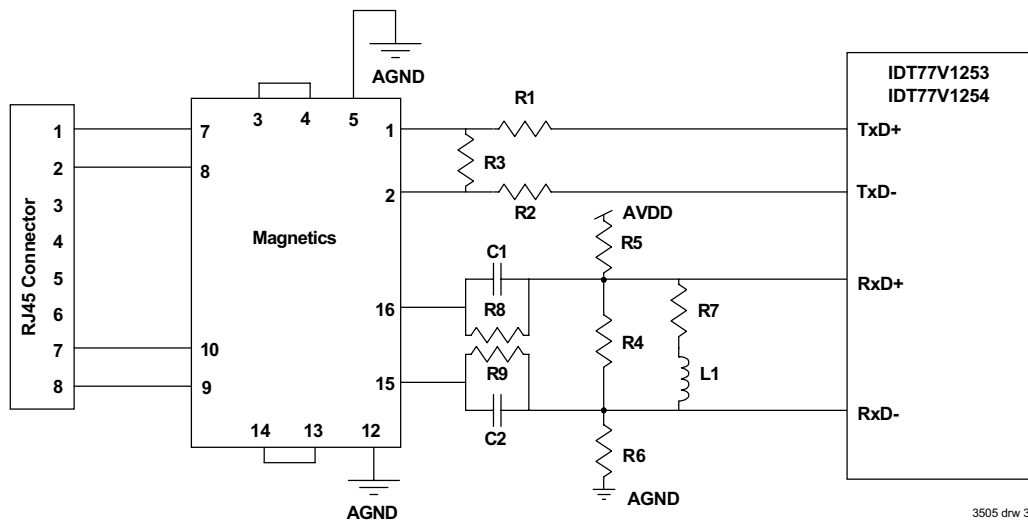 AGND
IDT77V1253
IDT77V1254
RJ45 Connector
1
2
3
4
5
6
7
8
Magnetics
3
4
5
7
8
10
9
14
13
12
1
2
16
15
AGND
R1
R3
R2
AVDD
R5
C1
R8
R9
C2
R4
R7
L1
R6
AGND
TxD+
TxD-
RxD+
RxD-
3505 drw 3